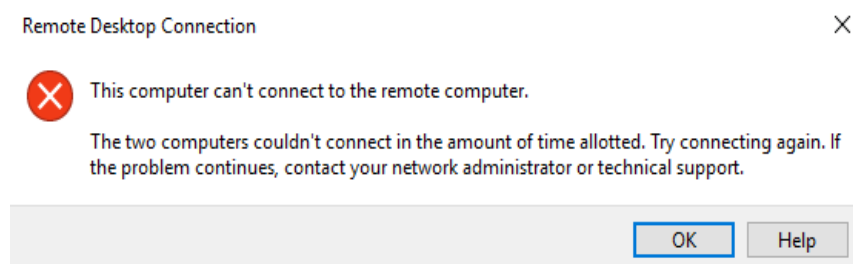 Remote Desktop Connection
This computer can't connect to the remote computer.
The two computers couldn't connect in the amount of time allotted. Try connecting again. If
the problem continues, contact your network administrator or technical support.
OK
Help